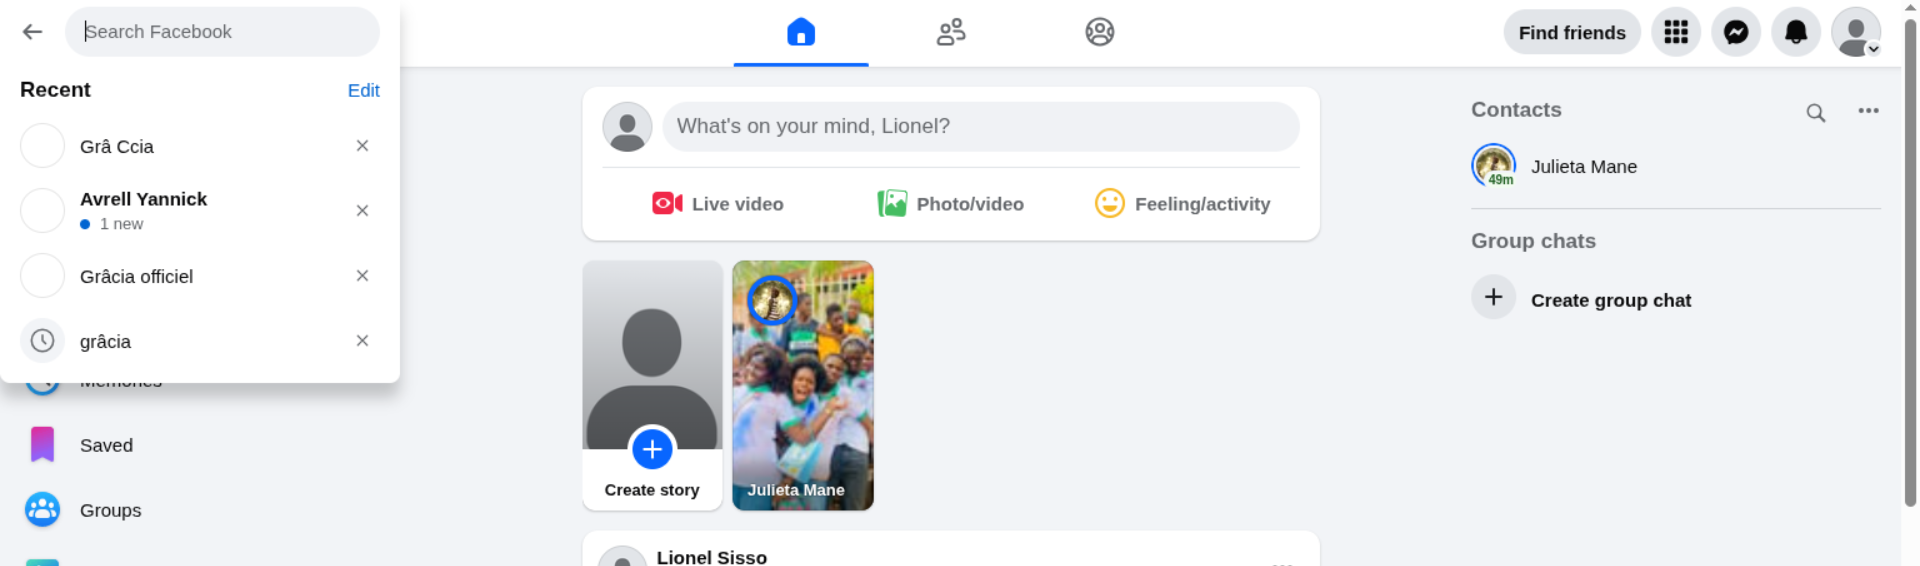 Search Facebook
Find friends
Recent
Edit
Grâ Ccia
Avrell Yannick
1 new
Grâcia officiel
grâcia
Memories
Saved
Groups
What's on your mind, Lionel?
Live video
Photo/video
Feeling/activity
Create story
Julieta Mane
Lionel Sisso
Contacts
49m
Julieta Mane
Group chats
Create group chat